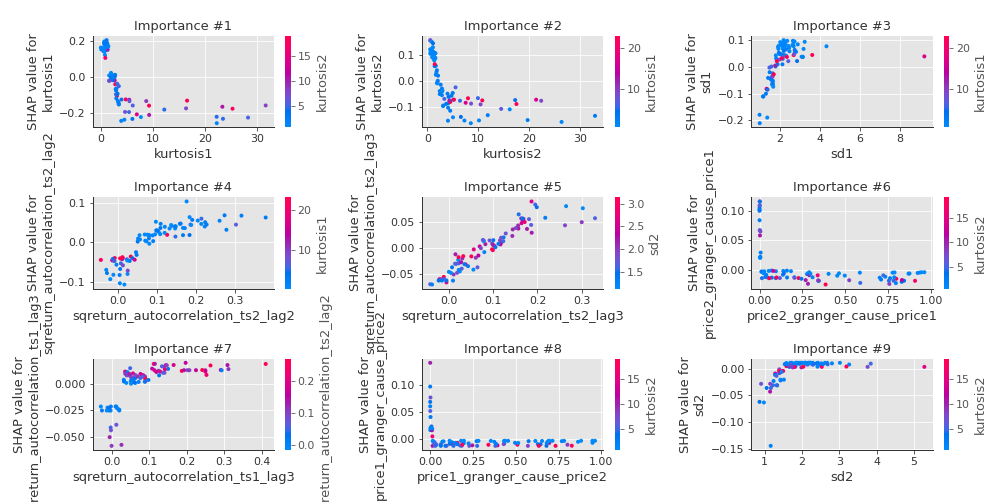 Importance #1
0.2
0.0
−0.2
0
10
20
30
SHAP value for
kurtosis1
kurtosis1
15
10
5
kurtosis2
Importance #2
0.1
0.0
−0.1
0
10
20
30
SHAP value for
kurtosis2
kurtosis2
20
10
kurtosis1
Importance #3
0.1
0.0
−0.1
−0.2
2
4
6
8
SHAP value for
sd1
sd1
20
10
kurtosis1
Importance #4
0.1
0.0
−0.1
0.0
0.1
0.2
0.3
SHAP value for
sqreturn_autocorrelation_ts2_lag2
sqreturn_autocorrelation_ts2_lag2
20
10
kurtosis1
Importance #5
0.05
0.00
−0.05
0.0
0.1
0.2
0.3
SHAP value for
sqreturn_autocorrelation_ts2_lag3
sqreturn_autocorrelation_ts2_lag3
3.0
2.5
2.0
1.5
sd2
Importance #6
0.10
0.05
0.00
0.00
0.25
0.50
0.75
1.00
SHAP value for
price2_granger_cause_price1
price2_granger_cause_price1
15
10
5
kurtosis2
Importance #7
0.000
−0.025
−0.050
0.0
0.1
0.2
0.3
0.4
SHAP value for
return_autocorrelation_ts1_lag3
sqreturn_autocorrelation_ts1_lag3
0.2
0.1
0.0
return_autocorrelation_ts2_lag2
Importance #8
0.10
0.05
0.00
0.00
0.25
0.50
0.75
1.00
SHAP value for
price1_granger_cause_price2
price1_granger_cause_price2
15
10
5
kurtosis2
Importance #9
0.00
−0.05
−0.10
−0.15
1
2
3
4
5
SHAP value for
sd2
sd2
15
10
5
kurtosis2